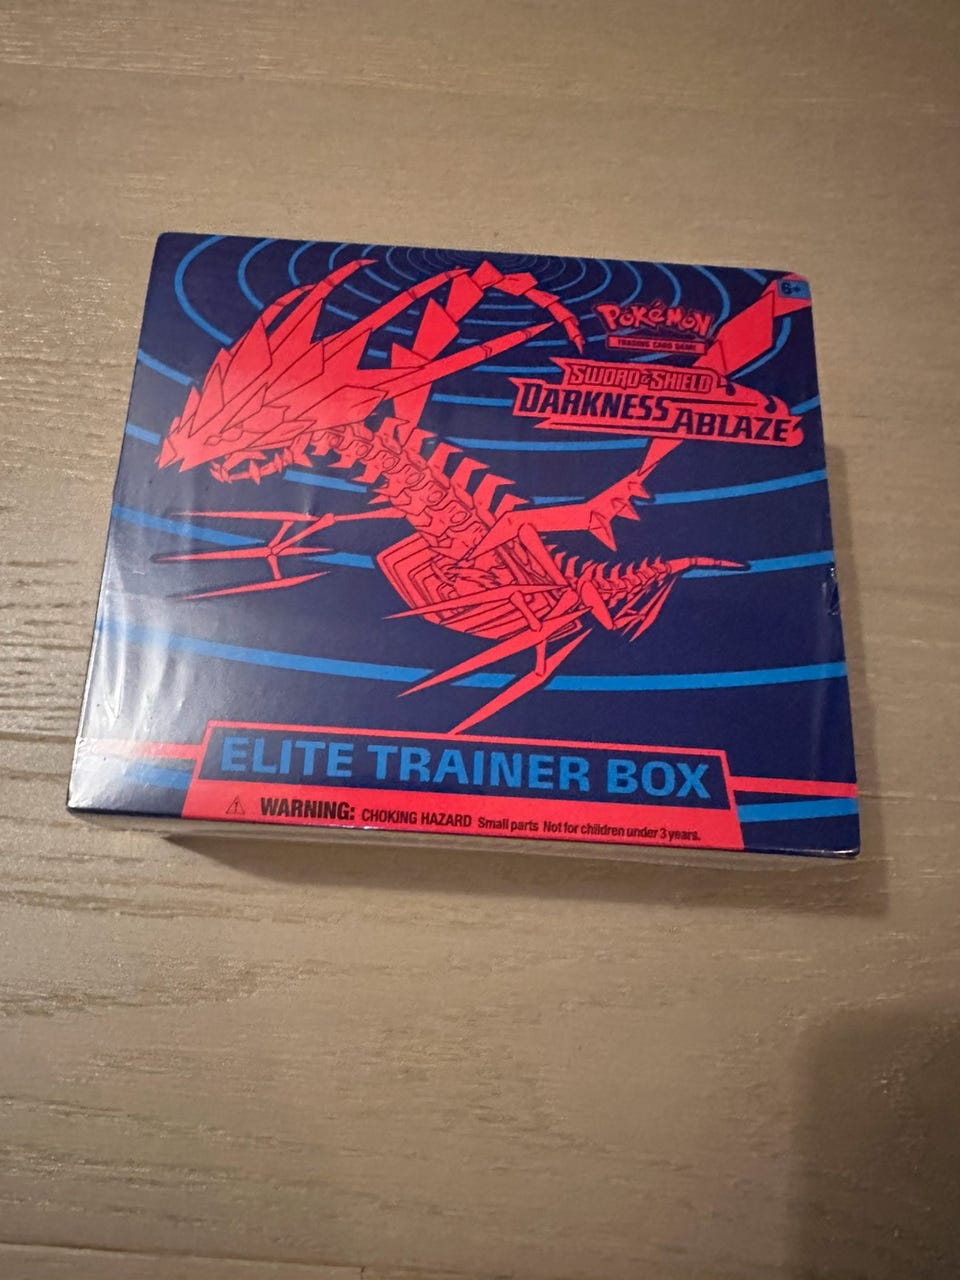 6+
POKéMON
TRADING CARD GAME
SWORD & SHIELD
DARKNESS ABLAZE
ELITE TRAINER BOX
WARNING: CHOKING HAZARD Small parts Not for children under 3 years.